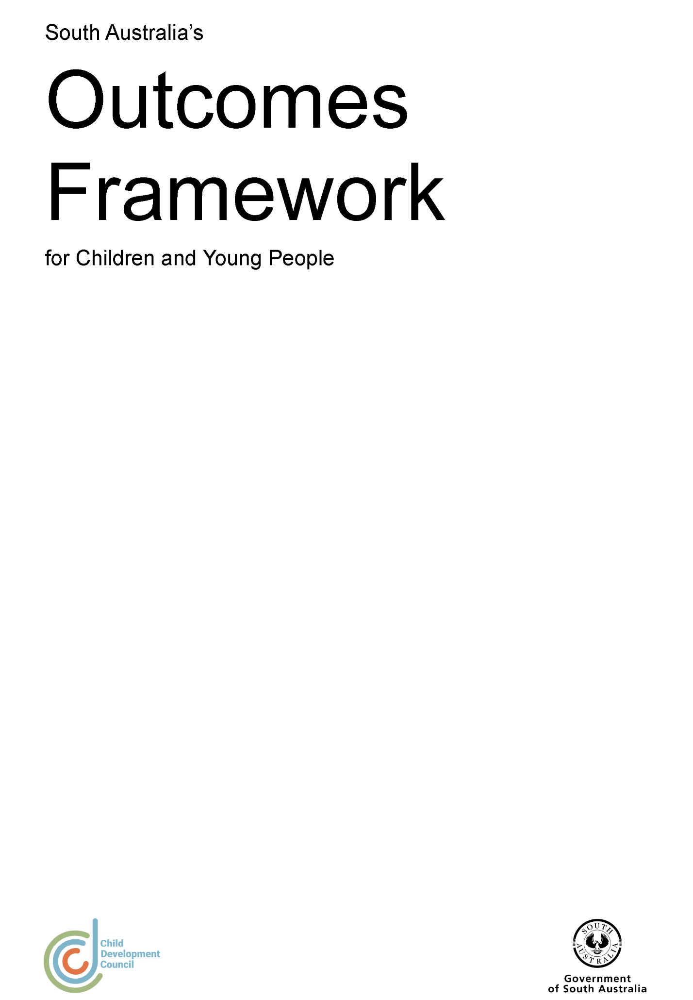 South Australia’s
Outcomes
Framework
for Children and Young People
Child
Development
Council
SOUTH
AUSTRALIA
Government
of South Australia